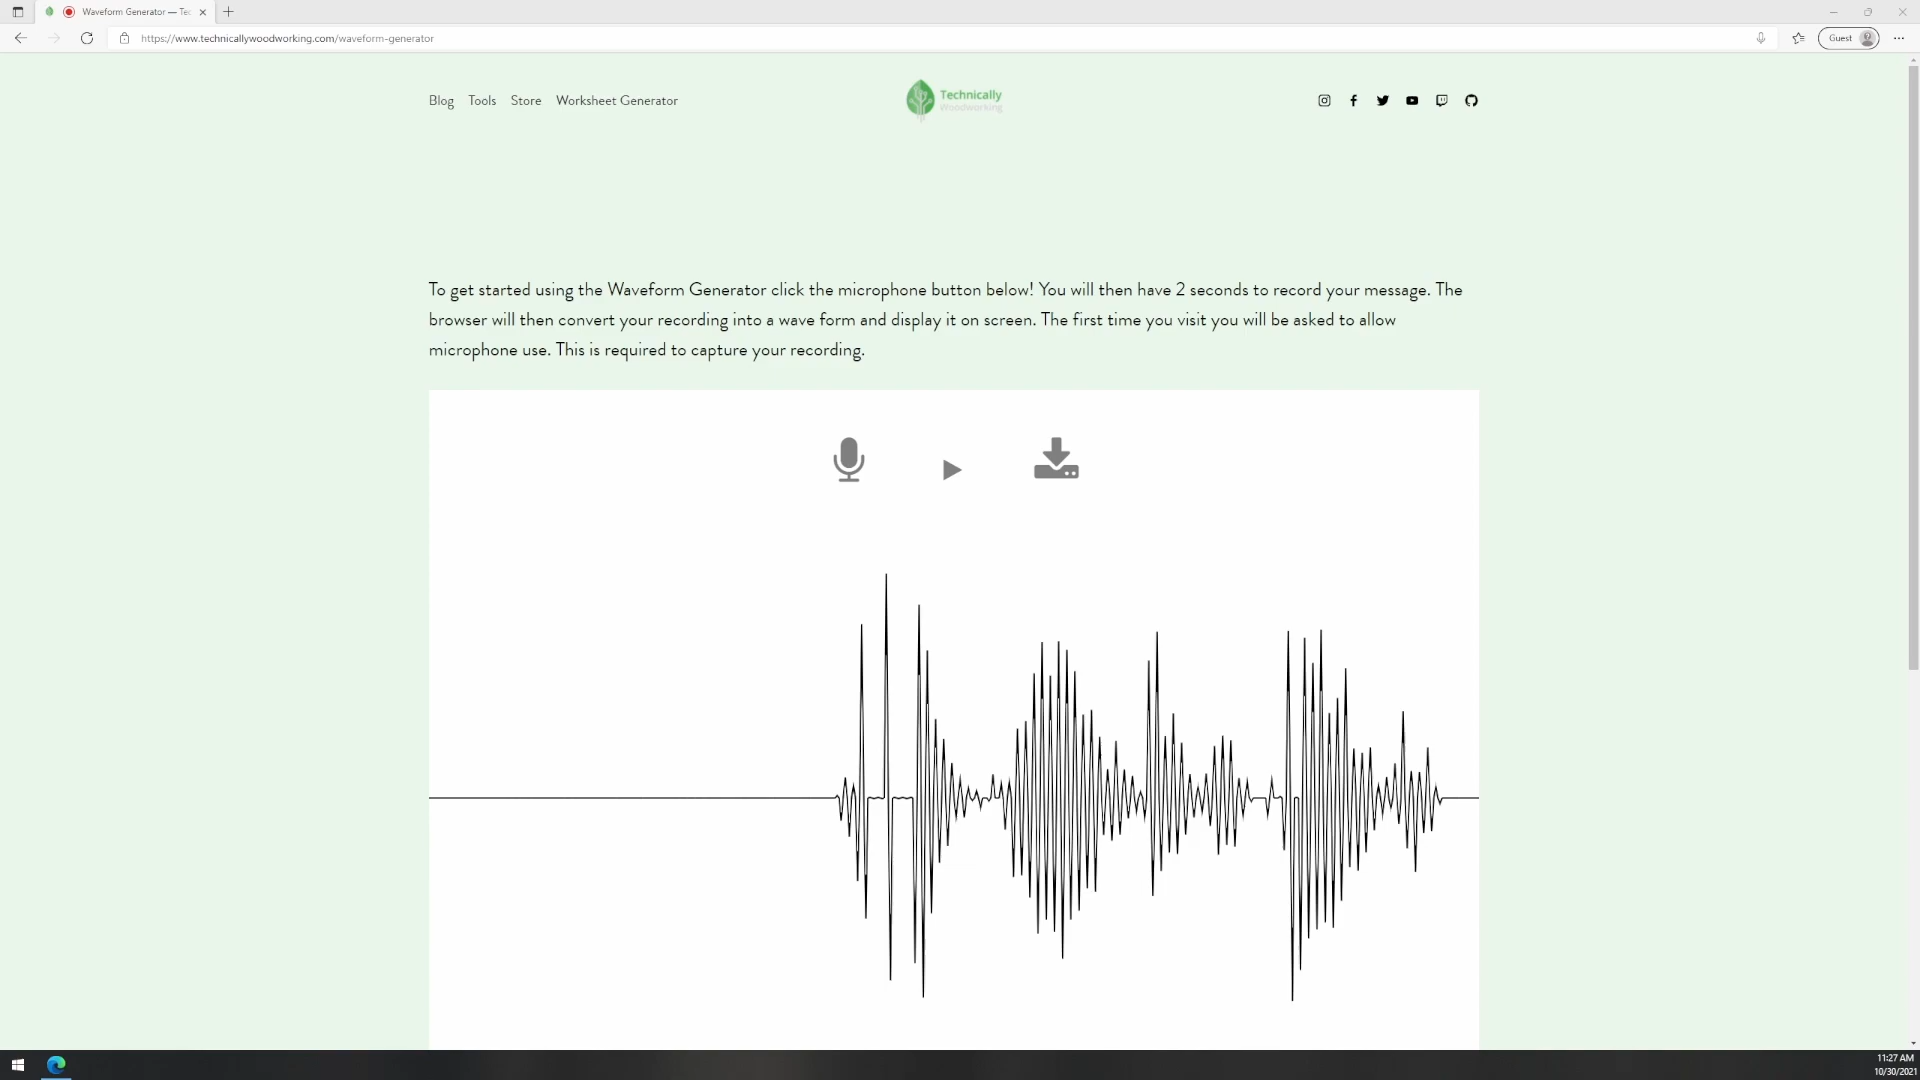 Waveform Generator — Tec
https://www.technicallywoodworking.com/waveform-generator
Guest
Blog Tools Store Worksheet Generator
Technically
Woodworking
To get started using the Waveform Generator click the microphone button below! You will then have 2 seconds to record your message. The
browser will then convert your recording into a wave form and display it on screen. The first time you visit you will be asked to allow
microphone use. This is required to capture your recording.
11:27 AM
10/30/2021